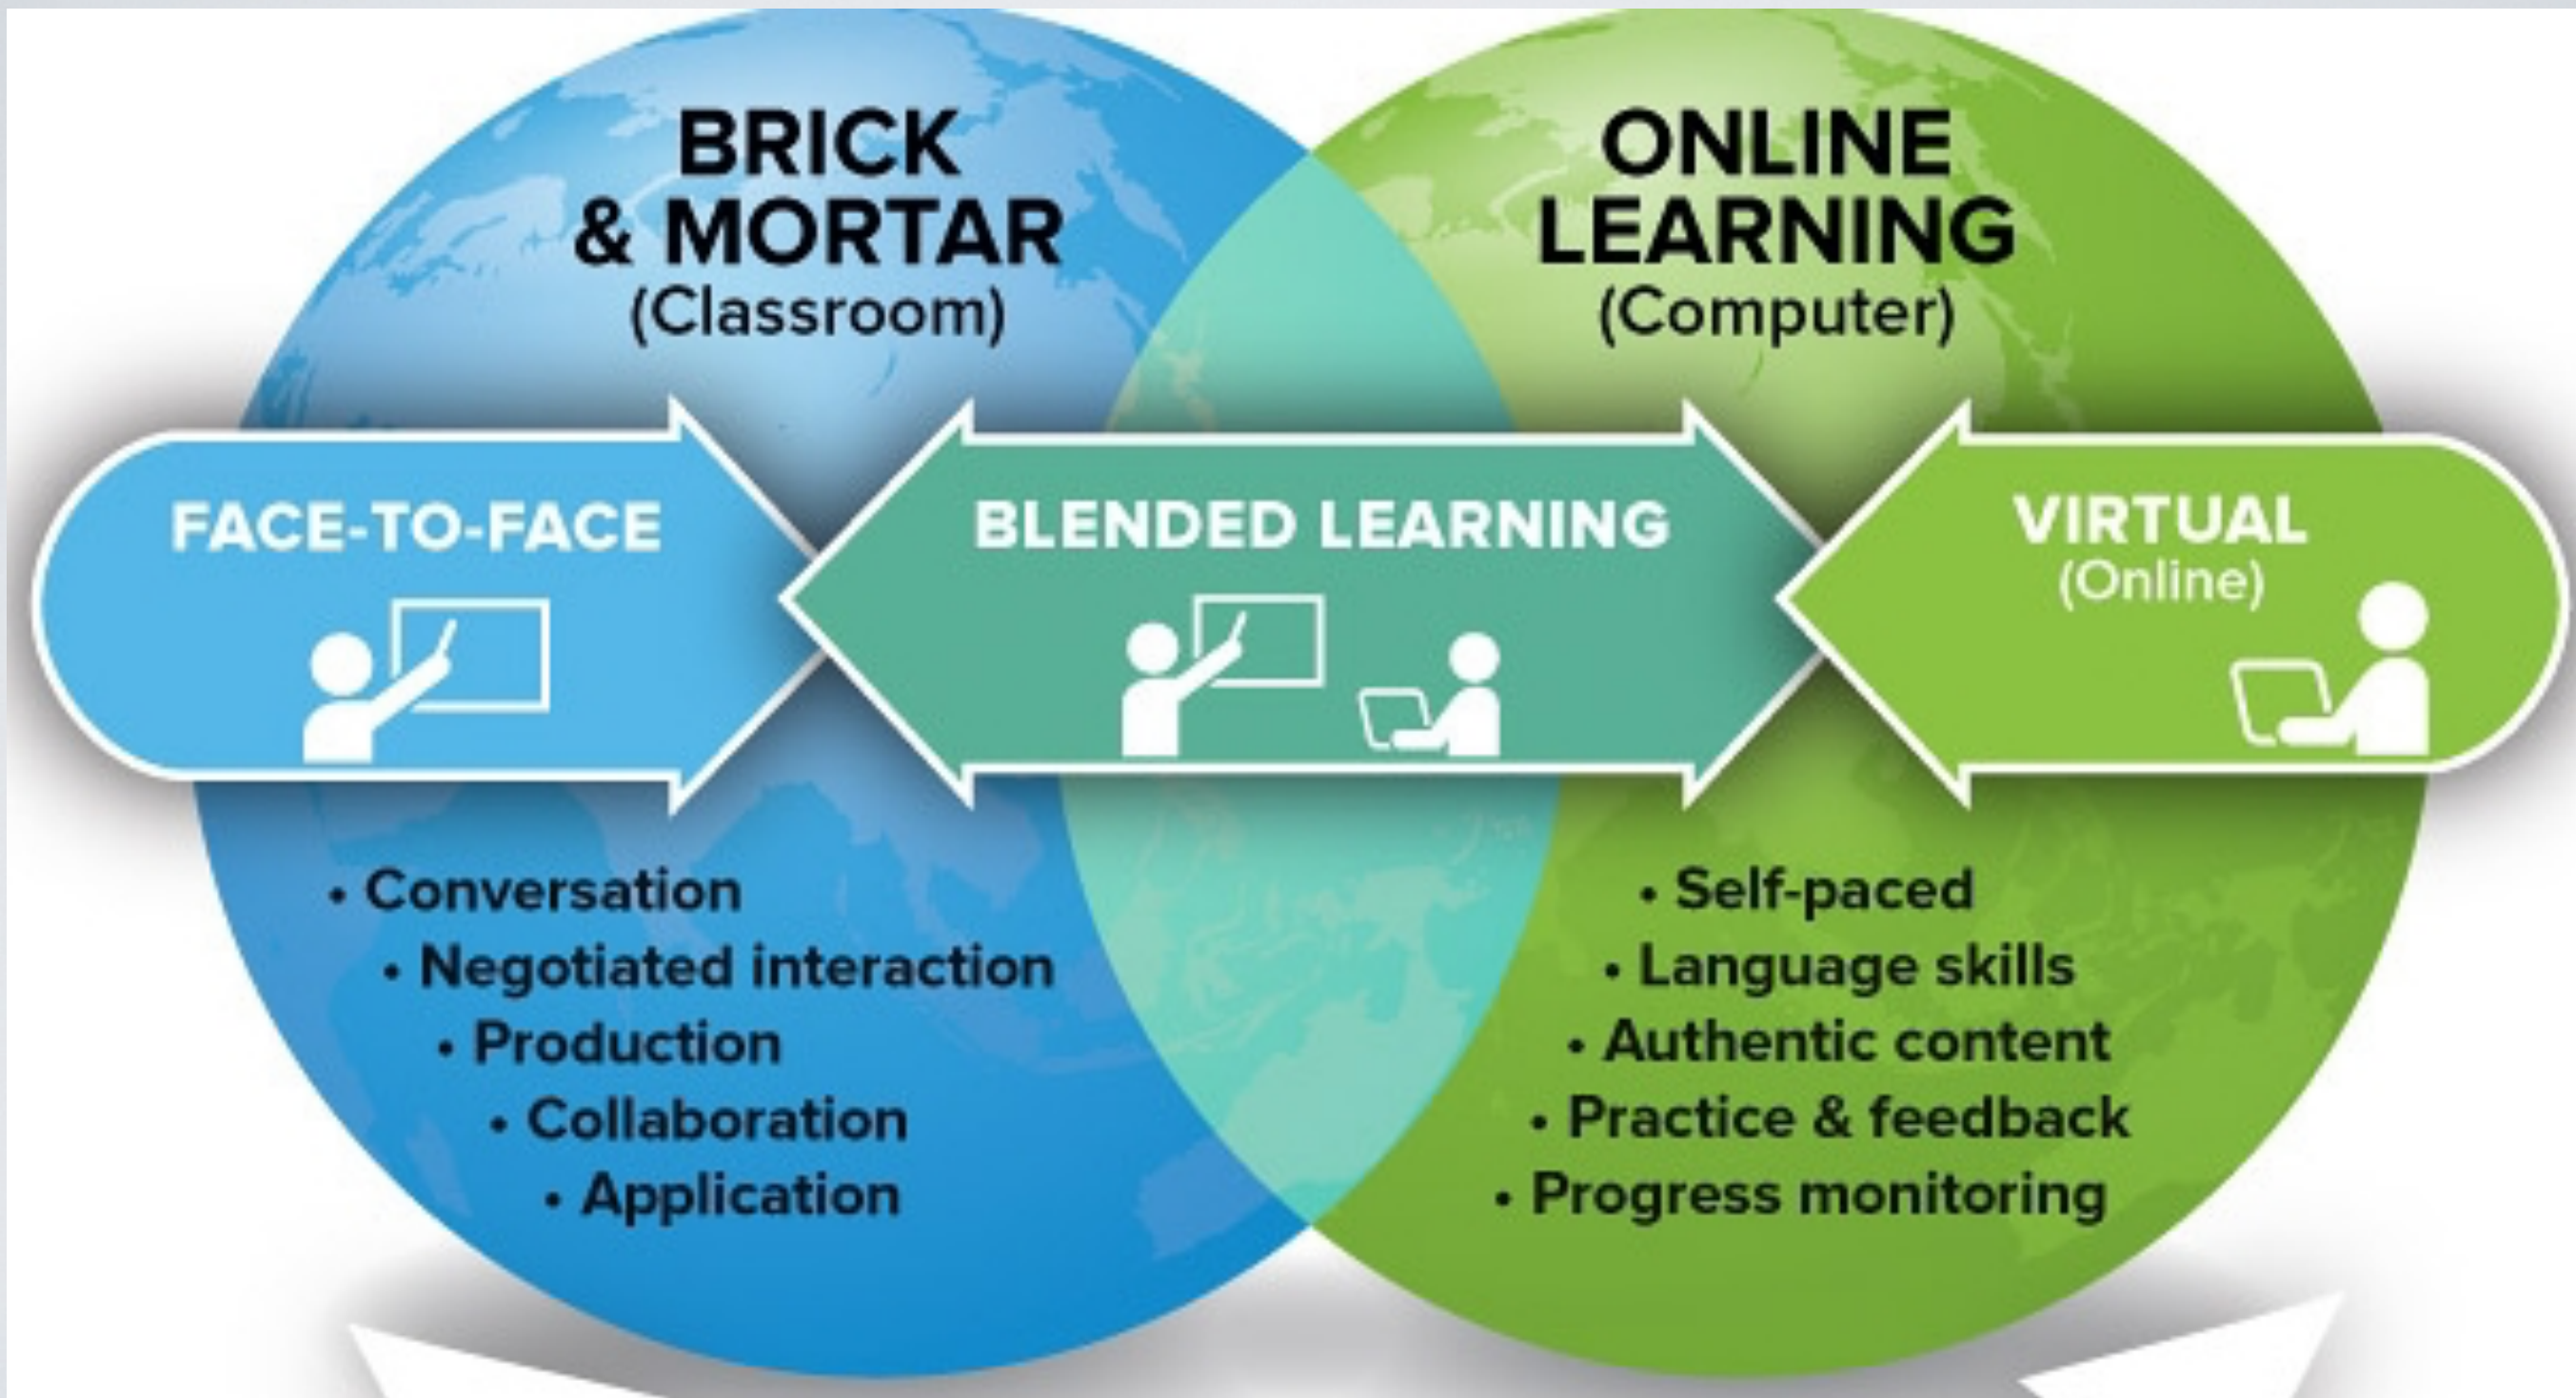 BRICK
& MORTAR
(Classroom)
ONLINE
LEARNING
(Computer)
FACE-TO-FACE
BLENDED LEARNING
VIRTUAL
(Online)
• Conversation
• Negotiated interaction
• Production
• Collaboration
• Application
• Self-paced
• Language skills
• Authentic content
• Practice & feedback
• Progress monitoring